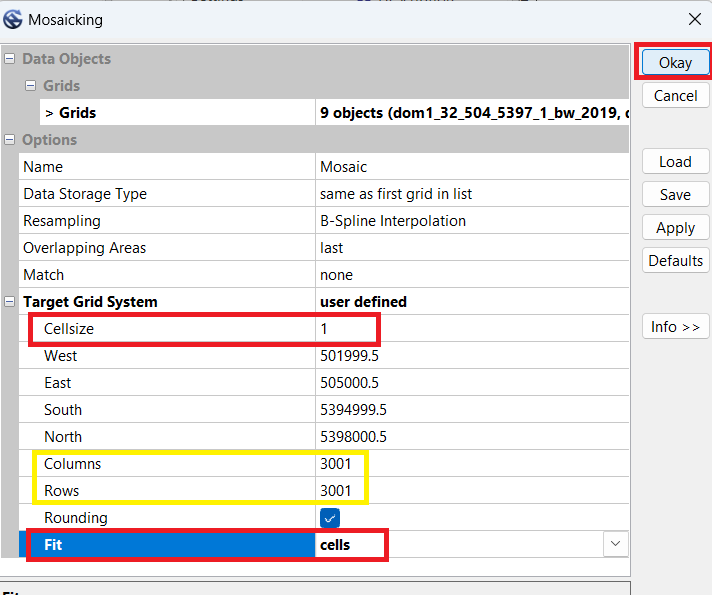 Mosaicking
Data Objects
Grids
> Grids 9 objects (dom1_32_504_5397_1_bw_2019,
Options
Name Mosaic
Data Storage Type same as first grid in list
Resampling B-Spline Interpolation
Overlapping Areas last
Match none
Target Grid System user defined
Cellsize 1
West 501999.5
East 505000.5
South 5394999.5
North 5398000.5
Columns 3001
Rows 3001
Rounding
Fit cells
Okay
Cancel
Load
Save
Apply
Defaults
Info >>